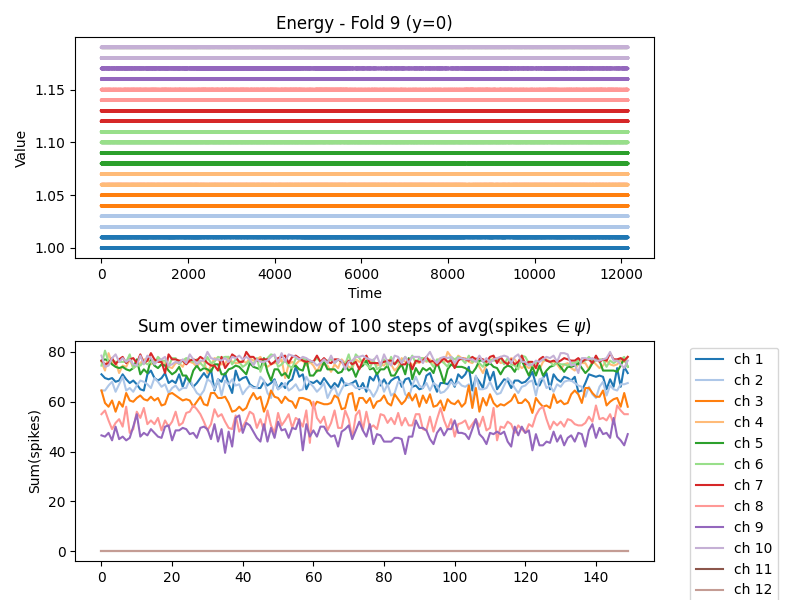 Energy - Fold 9 (y=0)
Value
1.15
1.10
1.05
1.00
0 2000 4000 6000 8000 10000 12000
Time
Sum over timewindow of 100 steps of avg(spikes ∈ ψ)
Sum(spikes)
80
60
40
20
0
0 20 40 60 80 100 120 140
ch 1
ch 2
ch 3
ch 4
ch 5
ch 6
ch 7
ch 8
ch 9
ch 10
ch 11
ch 12